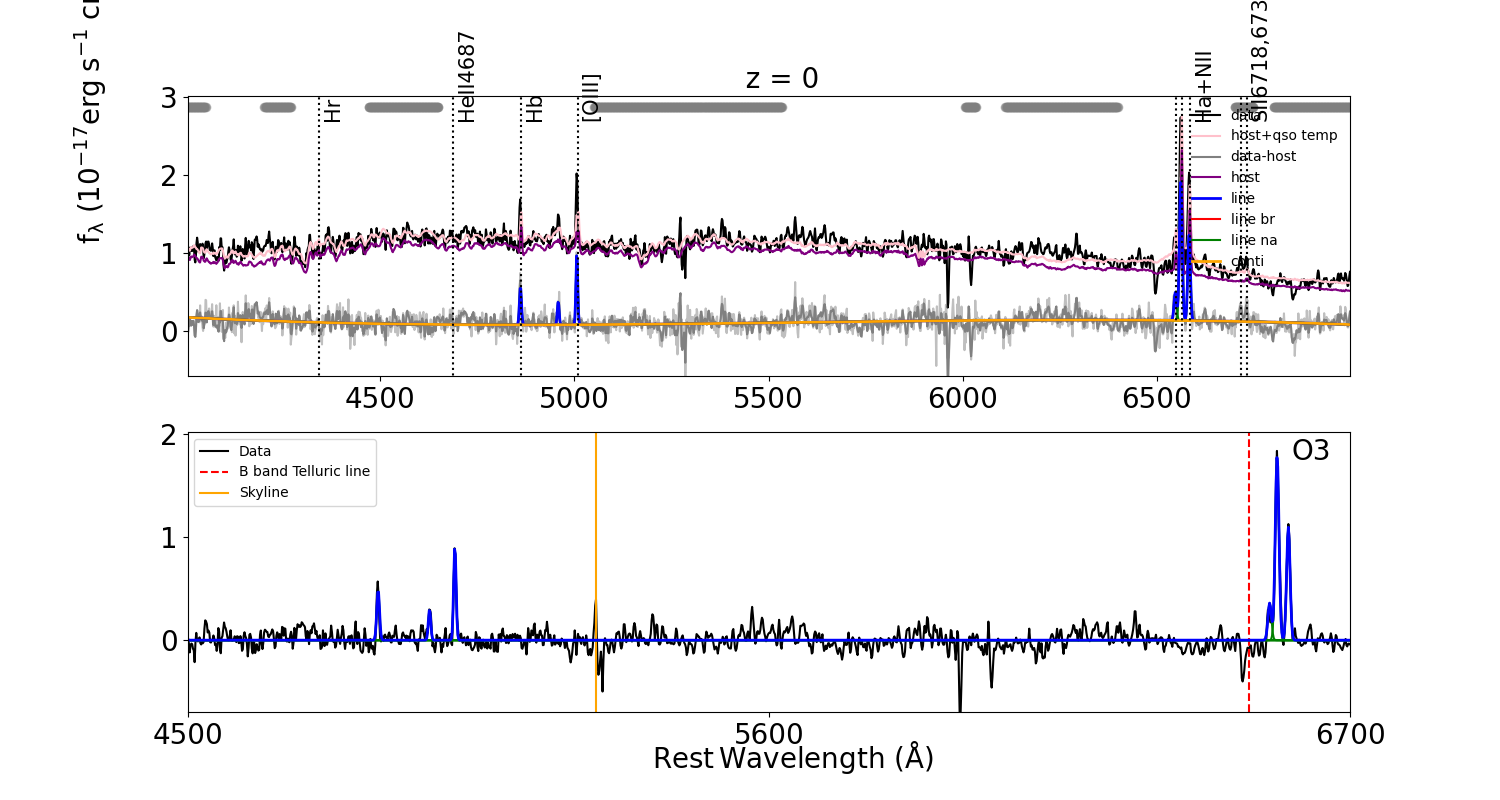 z = 0
fλ (10−17erg s−1 c
3
2
1
0
Hr
HeII4687
Hb
[OIII]
Ha+NII
SII6718,673
data
host+qso temp
data-host
host
line
line br
line na
conti
4500
5000
5500
6000
6500
2
1
0
Data
B band Telluric line
Skyline
O3
4500
5600
6700
Rest Wavelength (Å)